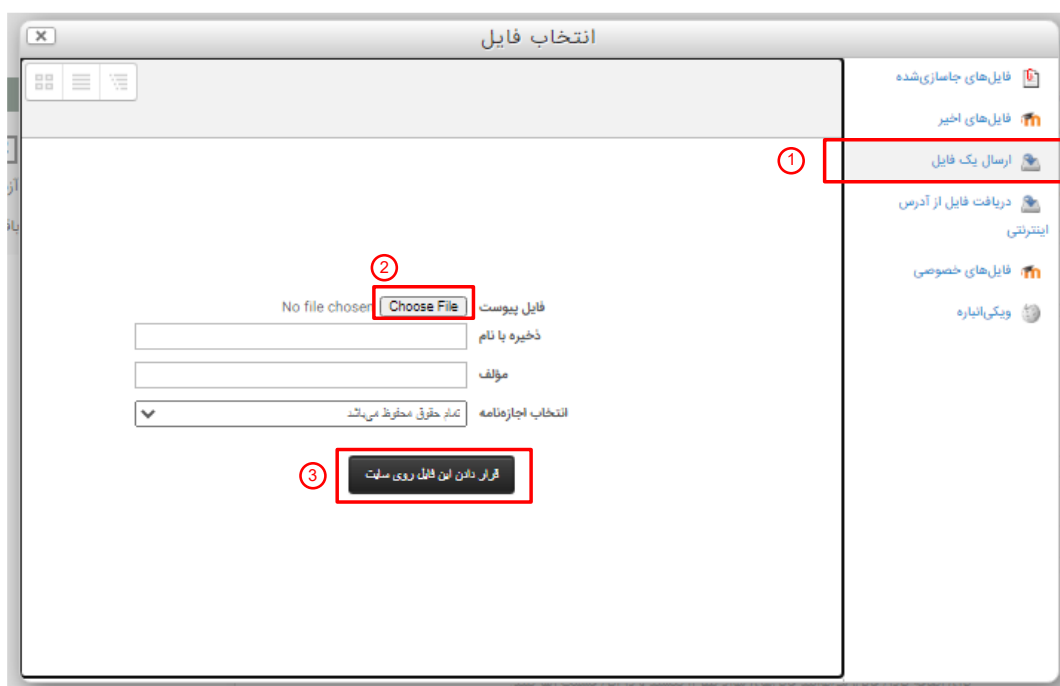 انتخاب فایل
فایل‌های جاسازی‌شده
فایل‌های اخیر
ارسال یک فایل
دریافت فایل از آدرس
اینترنتی
فایل‌های خصوصی
ویکی‌انباره
1
2
فایل پیوست Choose File No file chosen
ذخیره با نام
مؤلف
انتخاب اجازه‌نامه تمام حقوق محفوظ می‌باشد
3
قرار دادن این فایل روی سایت